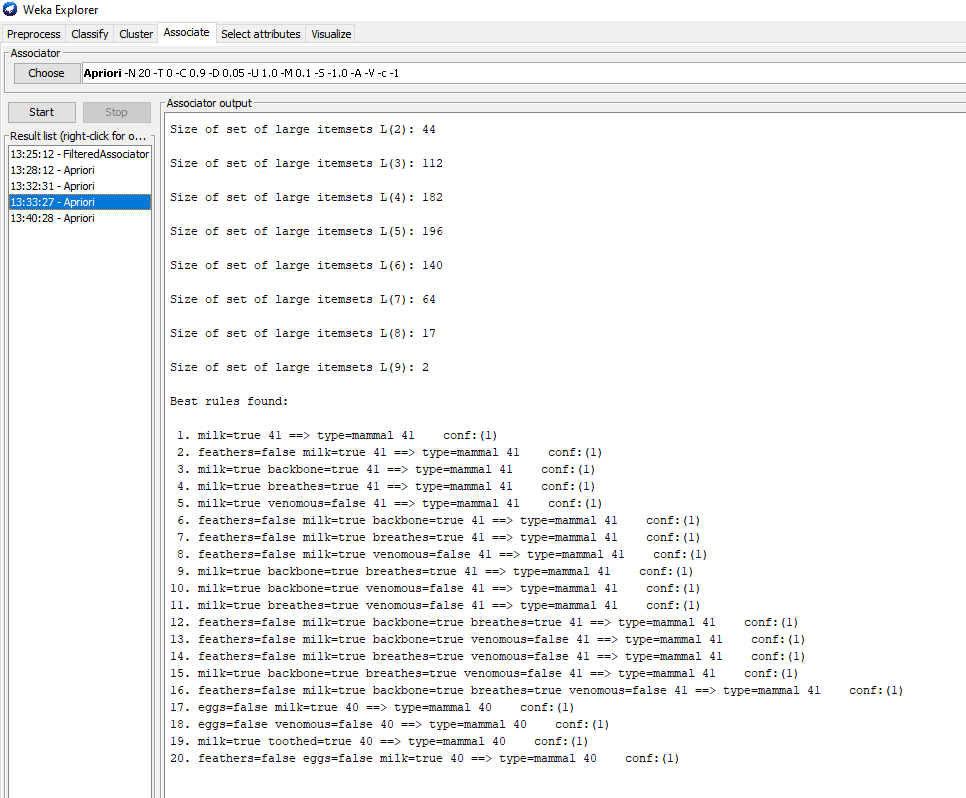 Weka Explorer
Preprocess Classify Cluster Associate Select attributes Visualize
Associator
Choose Apriori -N 20 -T 0 -C 0.9 -D 0.05 -U 1.0 -M 0.1 -S -1.0 -A -V -c -1
Start Stop
Result list (right-click for o...
13:25:12 - FilteredAssociator
13:28:12 - Apriori
13:32:31 - Apriori
13:33:27 - Apriori
13:40:28 - Apriori
Associator output
Size of set of large itemsets L(2): 44
Size of set of large itemsets L(3): 112
Size of set of large itemsets L(4): 182
Size of set of large itemsets L(5): 196
Size of set of large itemsets L(6): 140
Size of set of large itemsets L(7): 64
Size of set of large itemsets L(8): 17
Size of set of large itemsets L(9): 2
Best rules found:
1. milk=true 41 ==> type=mammal 41 conf:(1)
2. feathers=false milk=true 41 ==> type=mammal 41 conf:(1)
3. milk=true backbone=true 41 ==> type=mammal 41 conf:(1)
4. milk=true breathes=true 41 ==> type=mammal 41 conf:(1)
5. milk=true venomous=false 41 ==> type=mammal 41 conf:(1)
6. feathers=false milk=true backbone=true 41 ==> type=mammal 41 conf:(1)
7. feathers=false milk=true breathes=true 41 ==> type=mammal 41 conf:(1)
8. feathers=false milk=true venomous=false 41 ==> type=mammal 41 conf:(1)
9. milk=true backbone=true breathes=true 41 ==> type=mammal 41 conf:(1)
10. milk=true backbone=true venomous=false 41 ==> type=mammal 41 conf:(1)
11. milk=true breathes=true venomous=false 41 ==> type=mammal 41 conf:(1)
12. feathers=false milk=true backbone=true breathes=true 41 ==> type=mammal 41 conf:(1)
13. feathers=false milk=true backbone=true venomous=false 41 ==> type=mammal 41 conf:(1)
14. feathers=false milk=true breathes=true venomous=false 41 ==> type=mammal 41 conf:(1)
15. milk=true backbone=true breathes=true venomous=false 41 ==> type=mammal 41 conf:(1)
16. feathers=false milk=true backbone=true breathes=true venomous=false 41 ==> type=mammal 41 conf:(1)
17. eggs=false milk=true 40 ==> type=mammal 40 conf:(1)
18. eggs=false venomous=false 40 ==> type=mammal 40 conf:(1)
19. milk=true toothed=true 40 ==> type=mammal 40 conf:(1)
20. feathers=false eggs=false milk=true 40 ==> type=mammal 40 conf:(1)